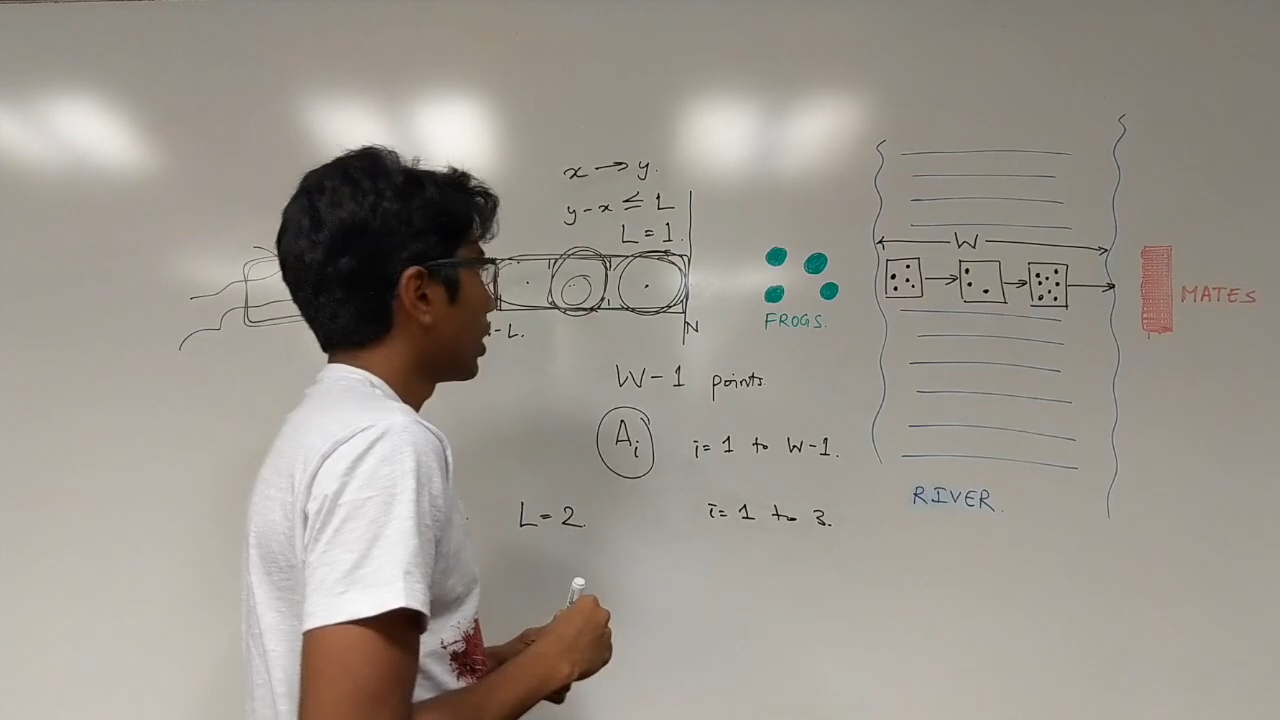 x → y.
y-x ≤ L
L = 1.
-L.
N
FROGS.
W
MATES
W-1 points.
Ai i=1 to W-1.
L=2. i=1 to 3.
RIVER.